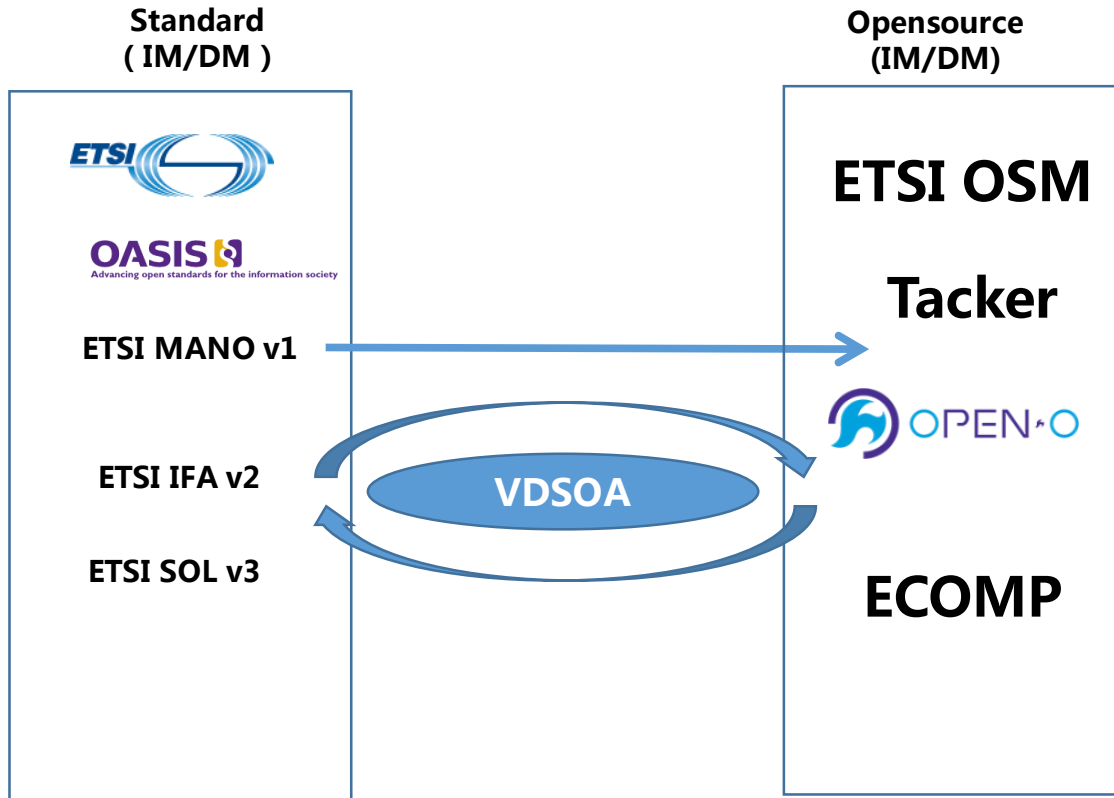 Standard
( IM/DM )
ETSI
OASIS
Advancing open standards for the information society
ETSI MANO v1
ETSI IFA v2
ETSI SOL v3
VDSOA
Opensource
(IM/DM)
ETSI OSM
Tacker
OPEN-O
ECOMP